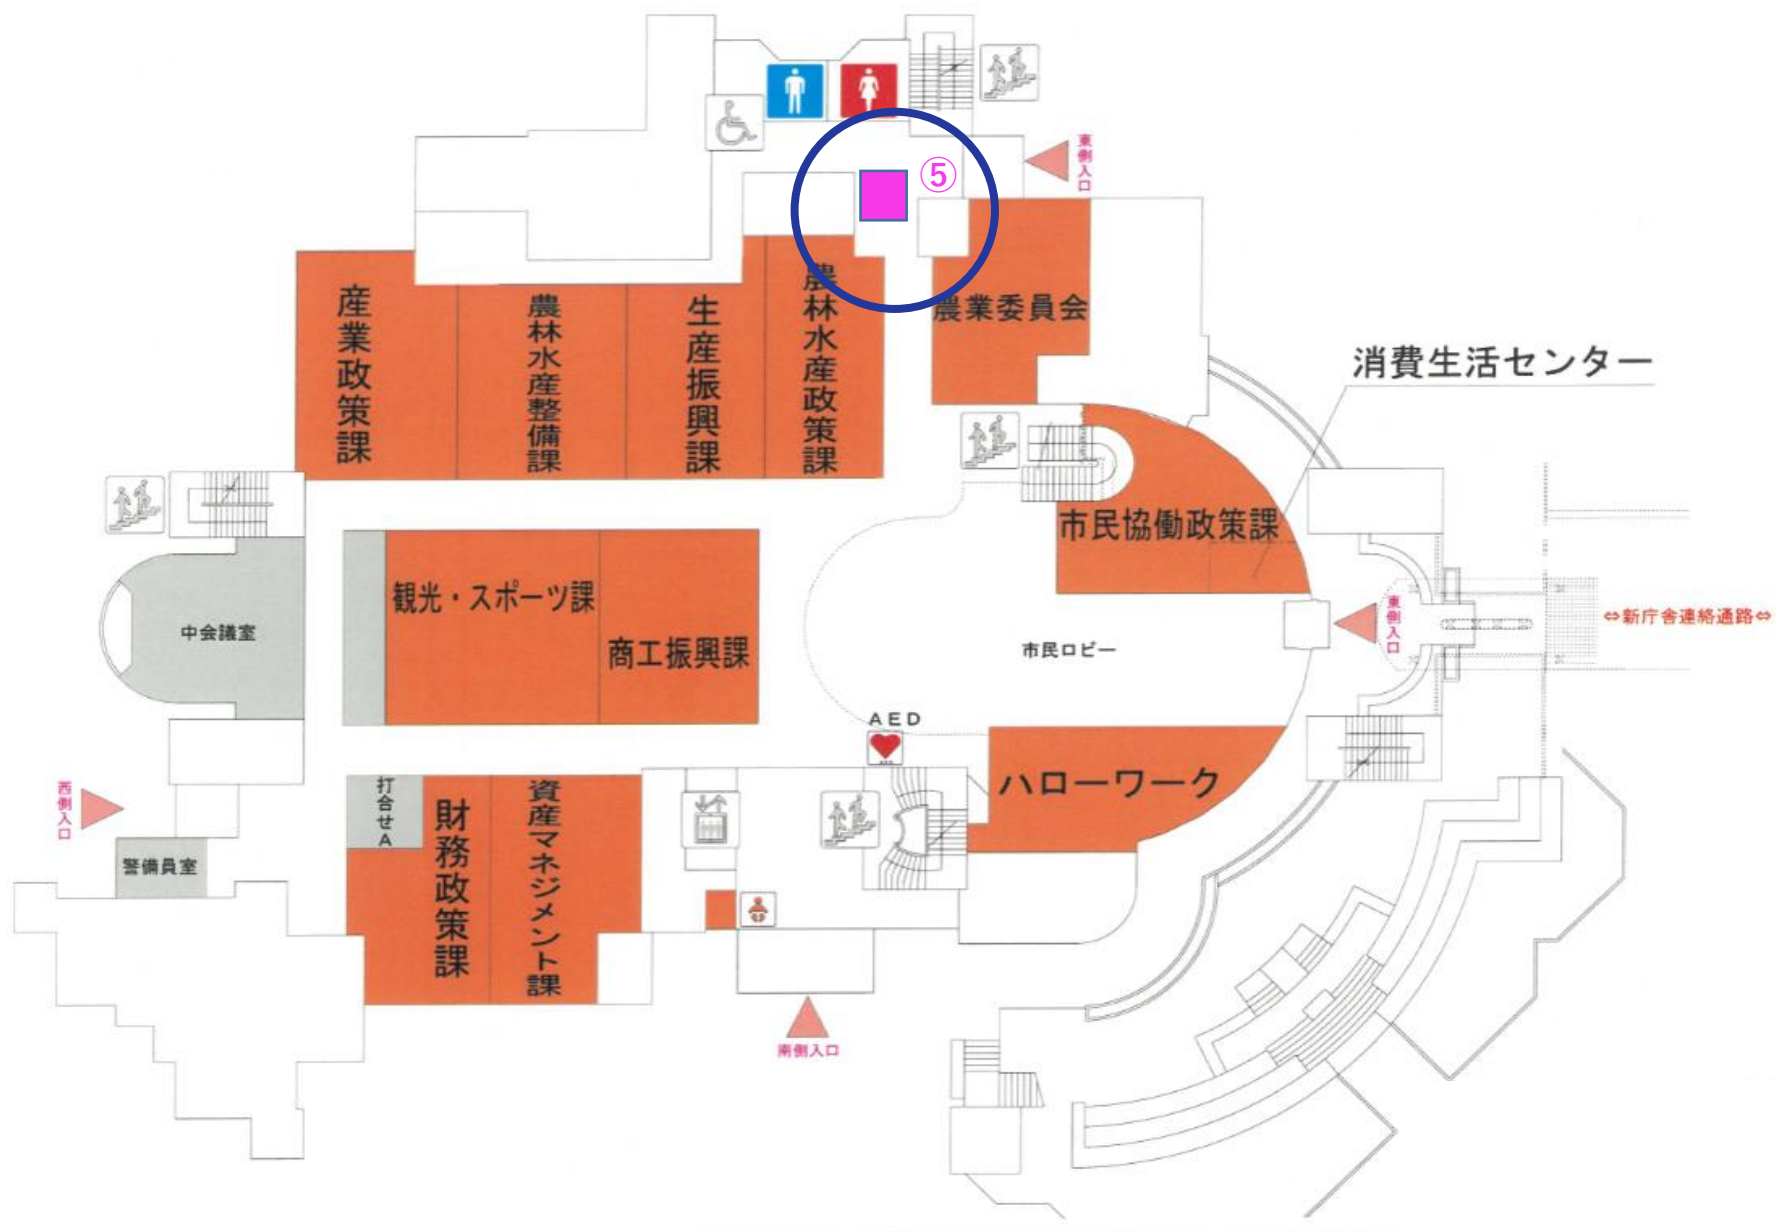 ⑤
東側入口
産業政策課
農林水産整備課
生産振興課
農林水産政策課
農業委員会
消費生活センター
市民協働政策課
観光・スポーツ課
商工振興課
中会議室
市民ロビー
東側入口
⇔新庁舎連絡通路⇔
AED
ハローワーク
西側入口
打合せA
財務政策課
資産マネジメント課
警備員室
南側入口